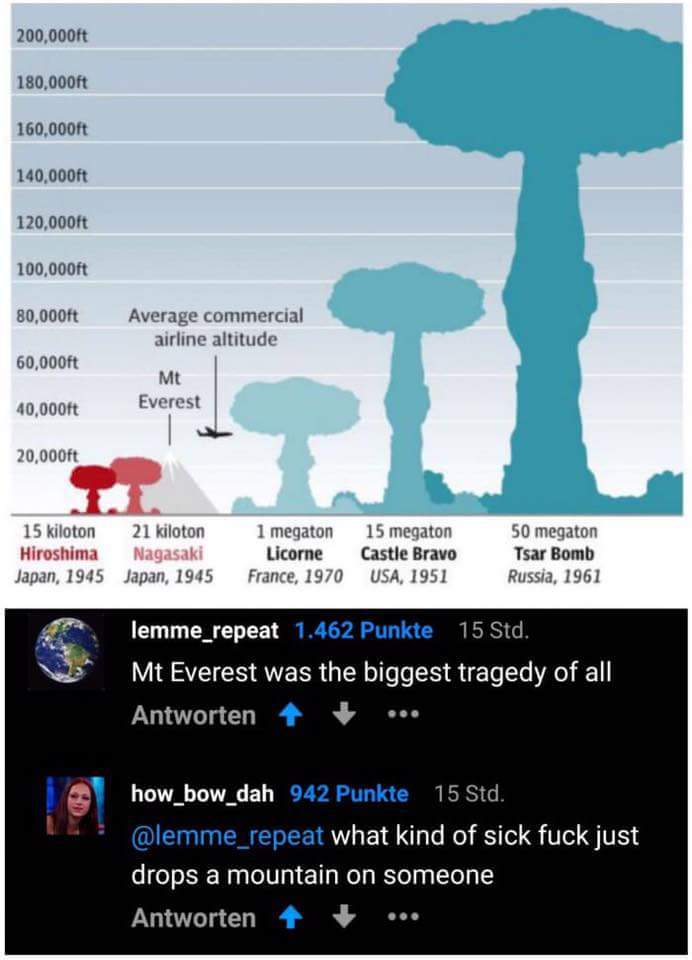 200,000ft
180,000ft
160,000ft
140,000ft
120,000ft
100,000ft
80,000ft
60,000ft
40,000ft
20,000ft
Average commercial
airline altitude
Mt
Everest
15 kiloton
Hiroshima
Japan, 1945
21 kiloton
Nagasaki
Japan, 1945
1 megaton
Licorne
France, 1970
15 megaton
Castle Bravo
USA, 1951
50 megaton
Tsar Bomb
Russia, 1961
lemme_repeat 1.462 Punkte 15 Std.
Mt Everest was the biggest tragedy of all
Antworten
how_bow_dah 942 Punkte 15 Std.
@lemme_repeat what kind of sick fuck just
drops a mountain on someone
Antworten